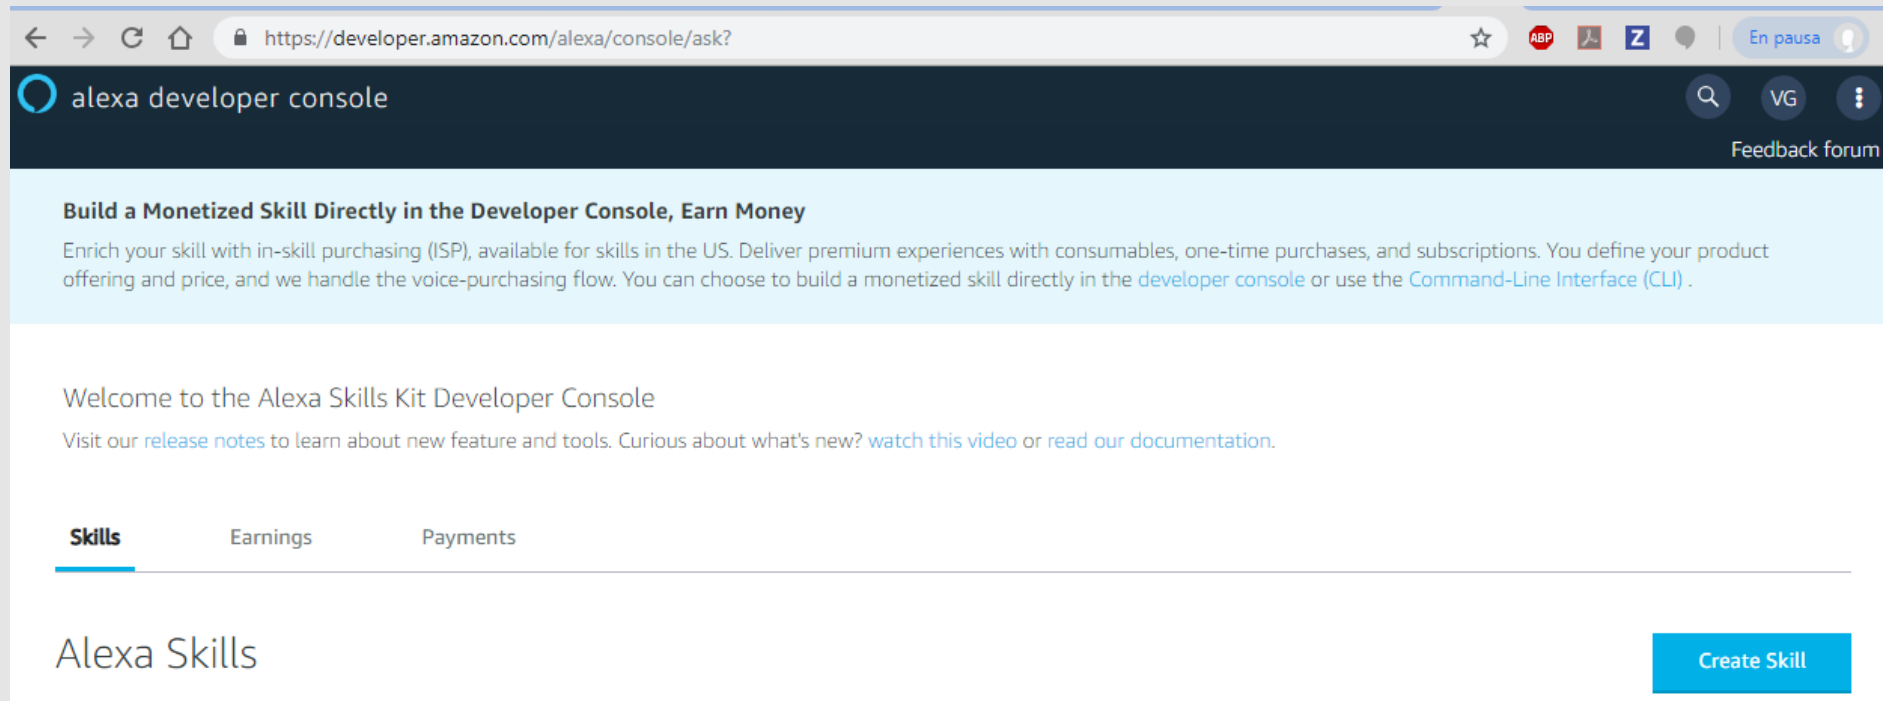 https://developer.amazon.com/alexa/console/ask?
ABP
Z
En pausa
alexa developer console
VG
Feedback forum
Build a Monetized Skill Directly in the Developer Console, Earn Money
Enrich your skill with in-skill purchasing (ISP), available for skills in the US. Deliver premium experiences with consumables, one-time purchases, and subscriptions. You define your product
offering and price, and we handle the voice-purchasing flow. You can choose to build a monetized skill directly in the developer console or use the Command-Line Interface (CLI) .
Welcome to the Alexa Skills Kit Developer Console
Visit our release notes to learn about new feature and tools. Curious about what's new? watch this video or read our documentation.
Skills Earnings Payments
Alexa Skills
Create Skill